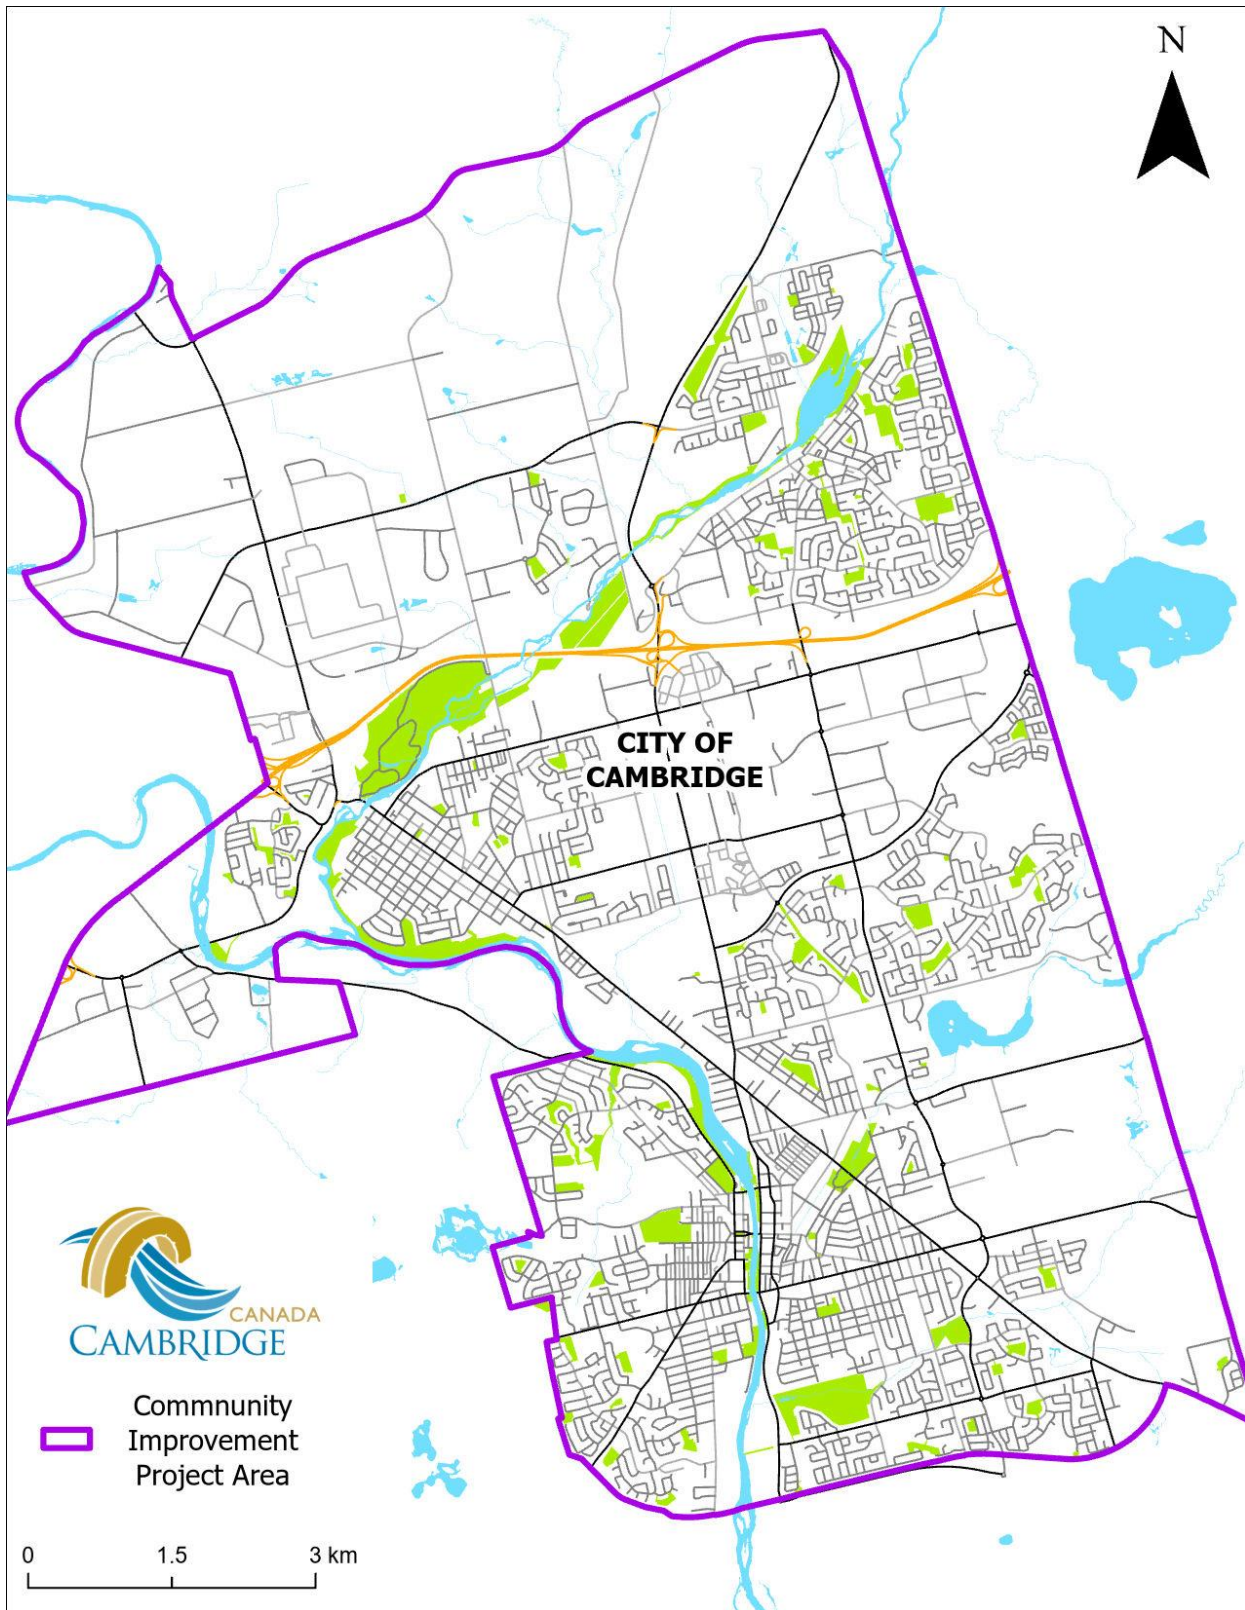 N
CITY OF
CAMBRIDGE
CANADA
CAMBRIDGE
Commnunity
Improvement
Project Area
0 1.5 3 km